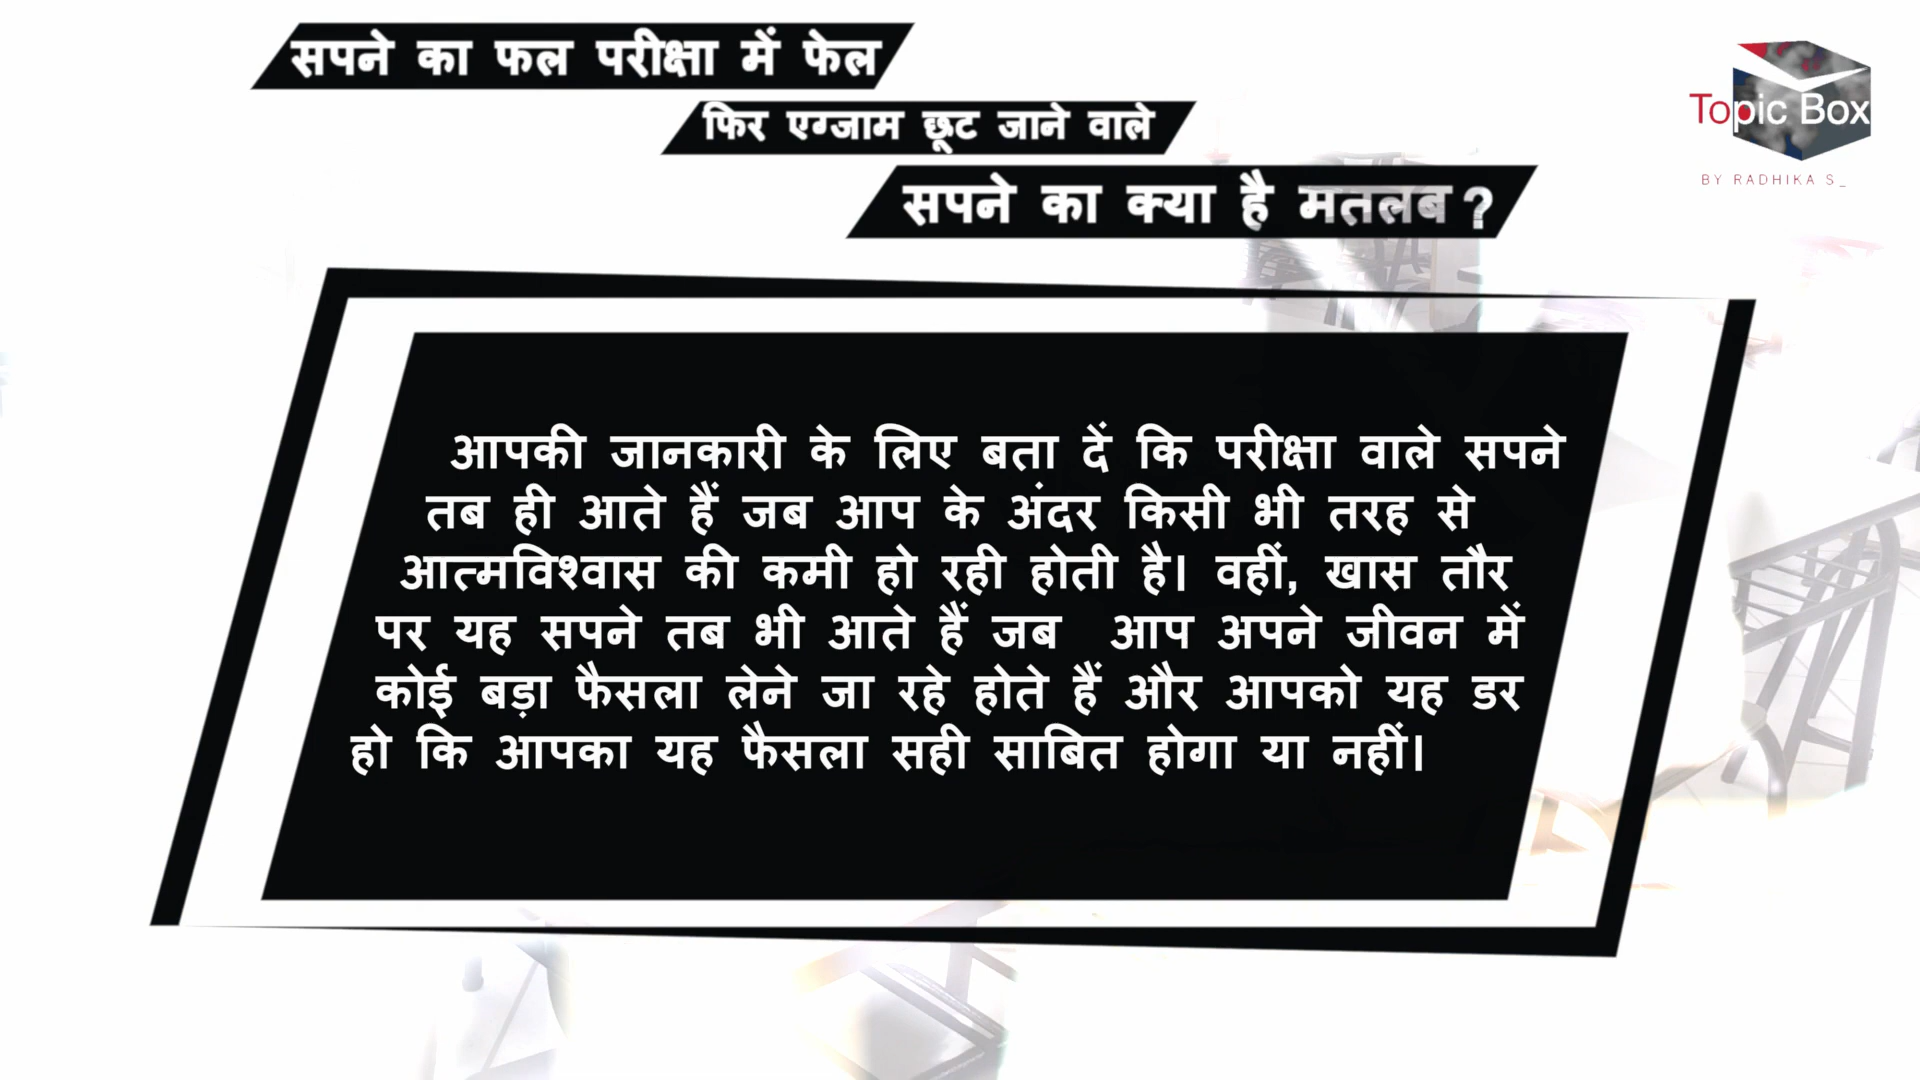 सपने का फल परीक्षा में फेल
फिर एग्जाम छूट जाने वाले
सपने का क्या है मतलब ?
Topic Box
BY RADHIKA S_
आपकी जानकारी के लिए बता दें कि परीक्षा वाले सपने
तब ही आते हैं जब आप के अंदर किसी भी तरह से
आत्मविश्वास की कमी हो रही होती है। वहीं, खास तौर
पर यह सपने तब भी आते हैं जब आप अपने जीवन में
कोई बड़ा फैसला लेने जा रहे होते हैं और आपको यह डर
हो कि आपका यह फैसला सही साबित होगा या नहीं।